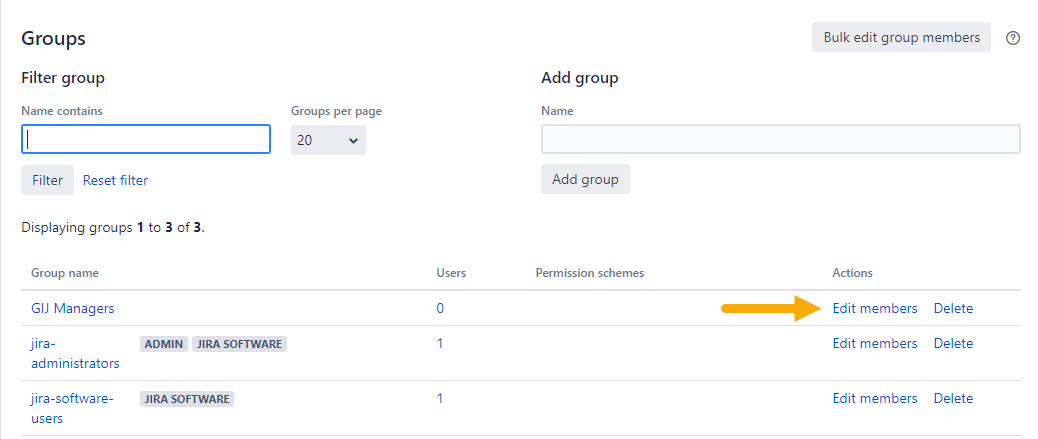 Groups
Bulk edit group members
Filter group
Add group
Name contains
Groups per page
Name
20
Filter
Reset filter
Add group
Displaying groups 1 to 3 of 3.
Group name
Users
Permission schemes
Actions
GIJ Managers
0
Edit members
Delete
jira-
administrators
ADMIN
JIRA SOFTWARE
1
Edit members
Delete
jira-software-
users
JIRA SOFTWARE
1
Edit members
Delete